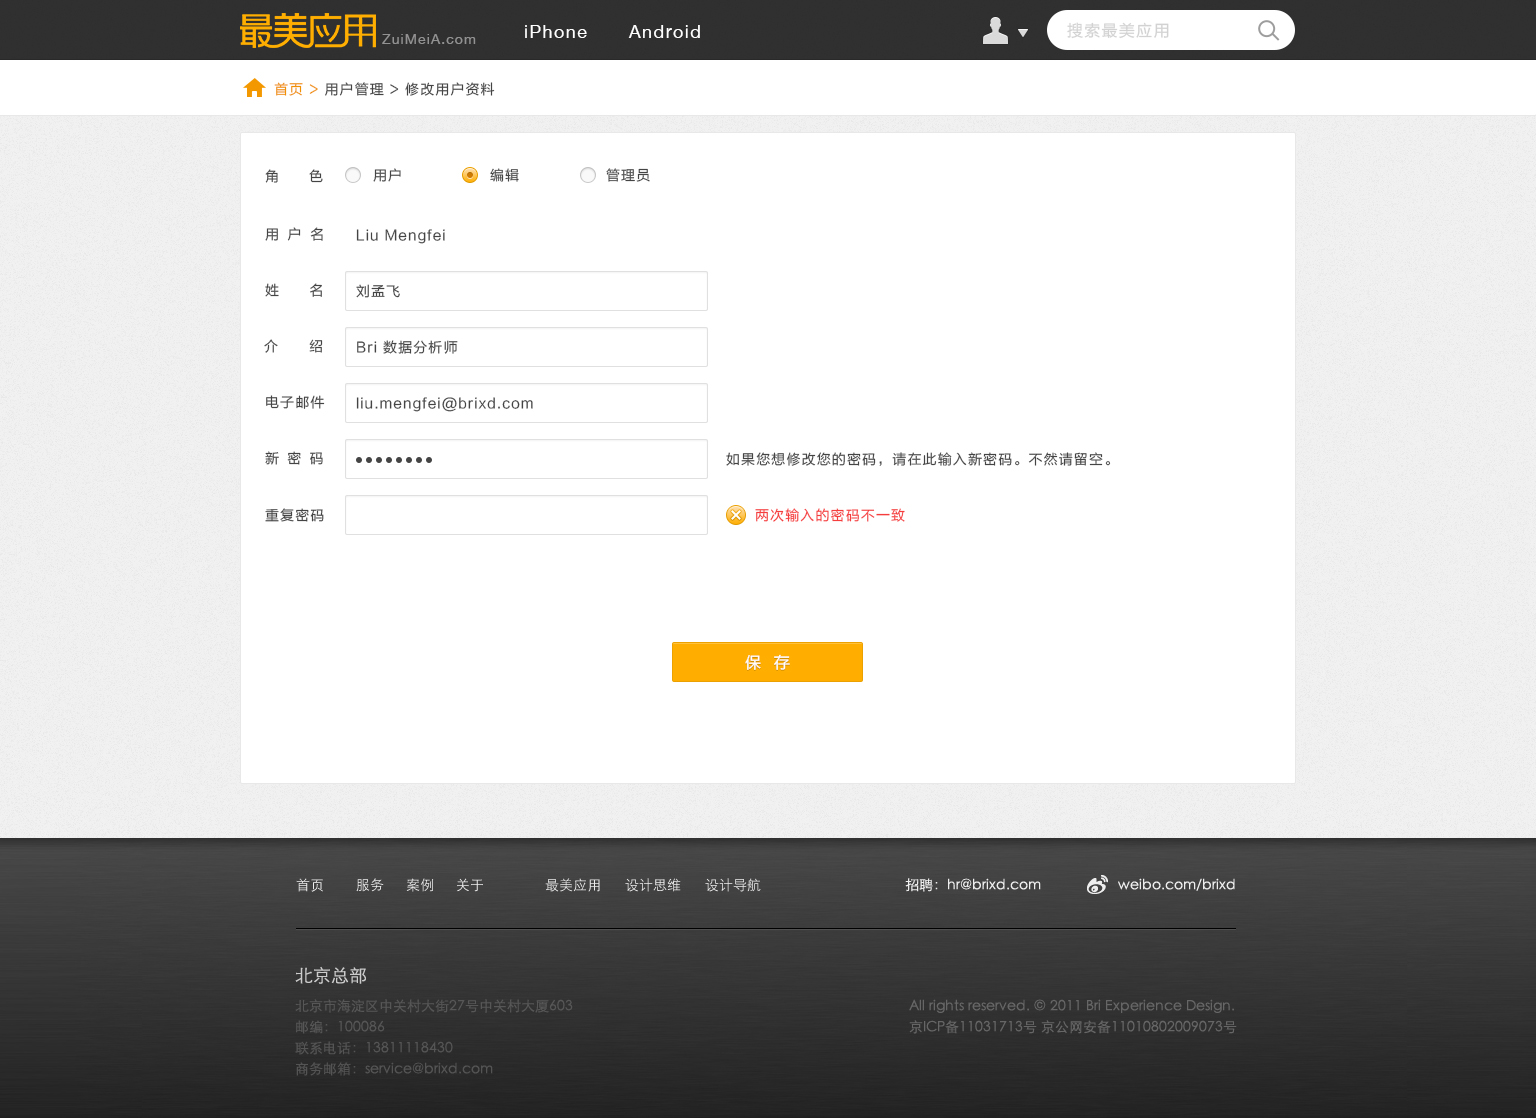 最美应用 ZuiMeiA.com iPhone Android 搜索最美应用
首页 > 用户管理 > 修改用户资料
角 色 用户 编辑 管理员
用 户 名 Liu Mengfei
姓 名 刘孟飞
介 绍 Bri 数据分析师
电子邮件 liu.mengfei@brixd.com
新 密 码 •••••••• 如果您想修改您的密码，请在此输入新密码。不然请留空。
重复密码 两次输入的密码不一致
保 存
首页 服务 案例 关于 最美应用 设计思维 设计导航 招聘：hr@brixd.com weibo.com/brixd
北京总部
北京市海淀区中关村大街27号中关村大厦603 All rights reserved. © 2011 Bri Experience Design.
邮编：100086 京ICP备11031713号 京公网安备11010802009073号
联系电话：13811118430
商务邮箱：service@brixd.com